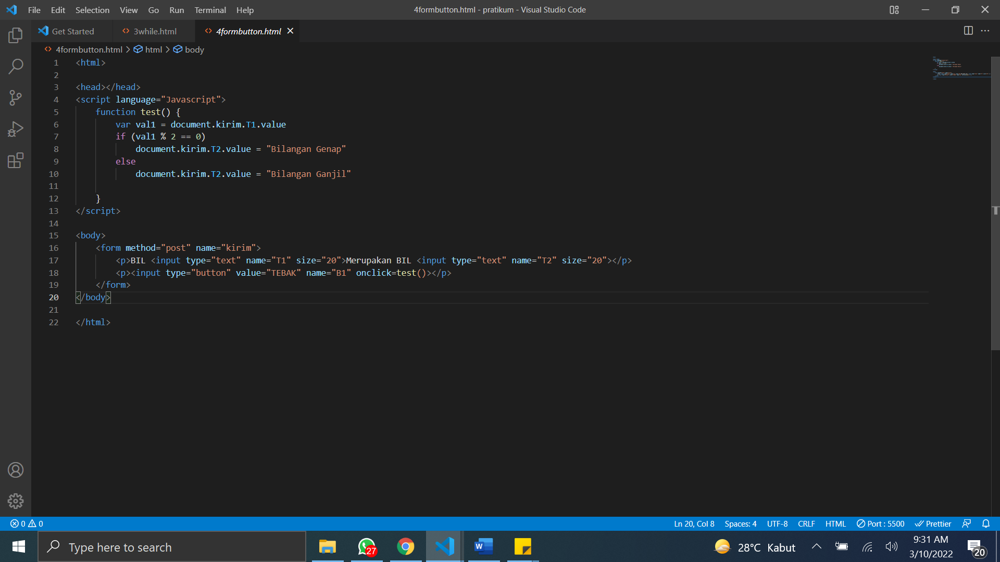 File Edit Selection View Go Run Terminal Help
4formbutton.html - pratikum - Visual Studio Code
Get Started 3while.html 4formbutton.html
4formbutton.html > html > body
1 <html>
2
3 <head></head>
4 <script language="Javascript">
5 function test() {
6 var val1 = document.kirim.T1.value
7 if (val1 % 2 == 0)
8 document.kirim.T2.value = "Bilangan Genap"
9 else
10 document.kirim.T2.value = "Bilangan Ganjil"
11
12 }
13 </script>
14
15 <body>
16 <form method="post" name="kirim">
17 <p>BIL <input type="text" name="T1" size="20">Merupakan BIL <input type="text" name="T2" size="20"></p>
18 <p><input type="button" value="TEBAK" name="B1" onclick=test()></p>
19 </form>
20 </body>
21
22 </html>
0 0 Ln 20, Col 8 Spaces: 4 UTF-8 CRLF HTML Port : 5500 Prettier
Type here to search
27
W
28°C Kabut
9:31 AM
3/10/2022
20